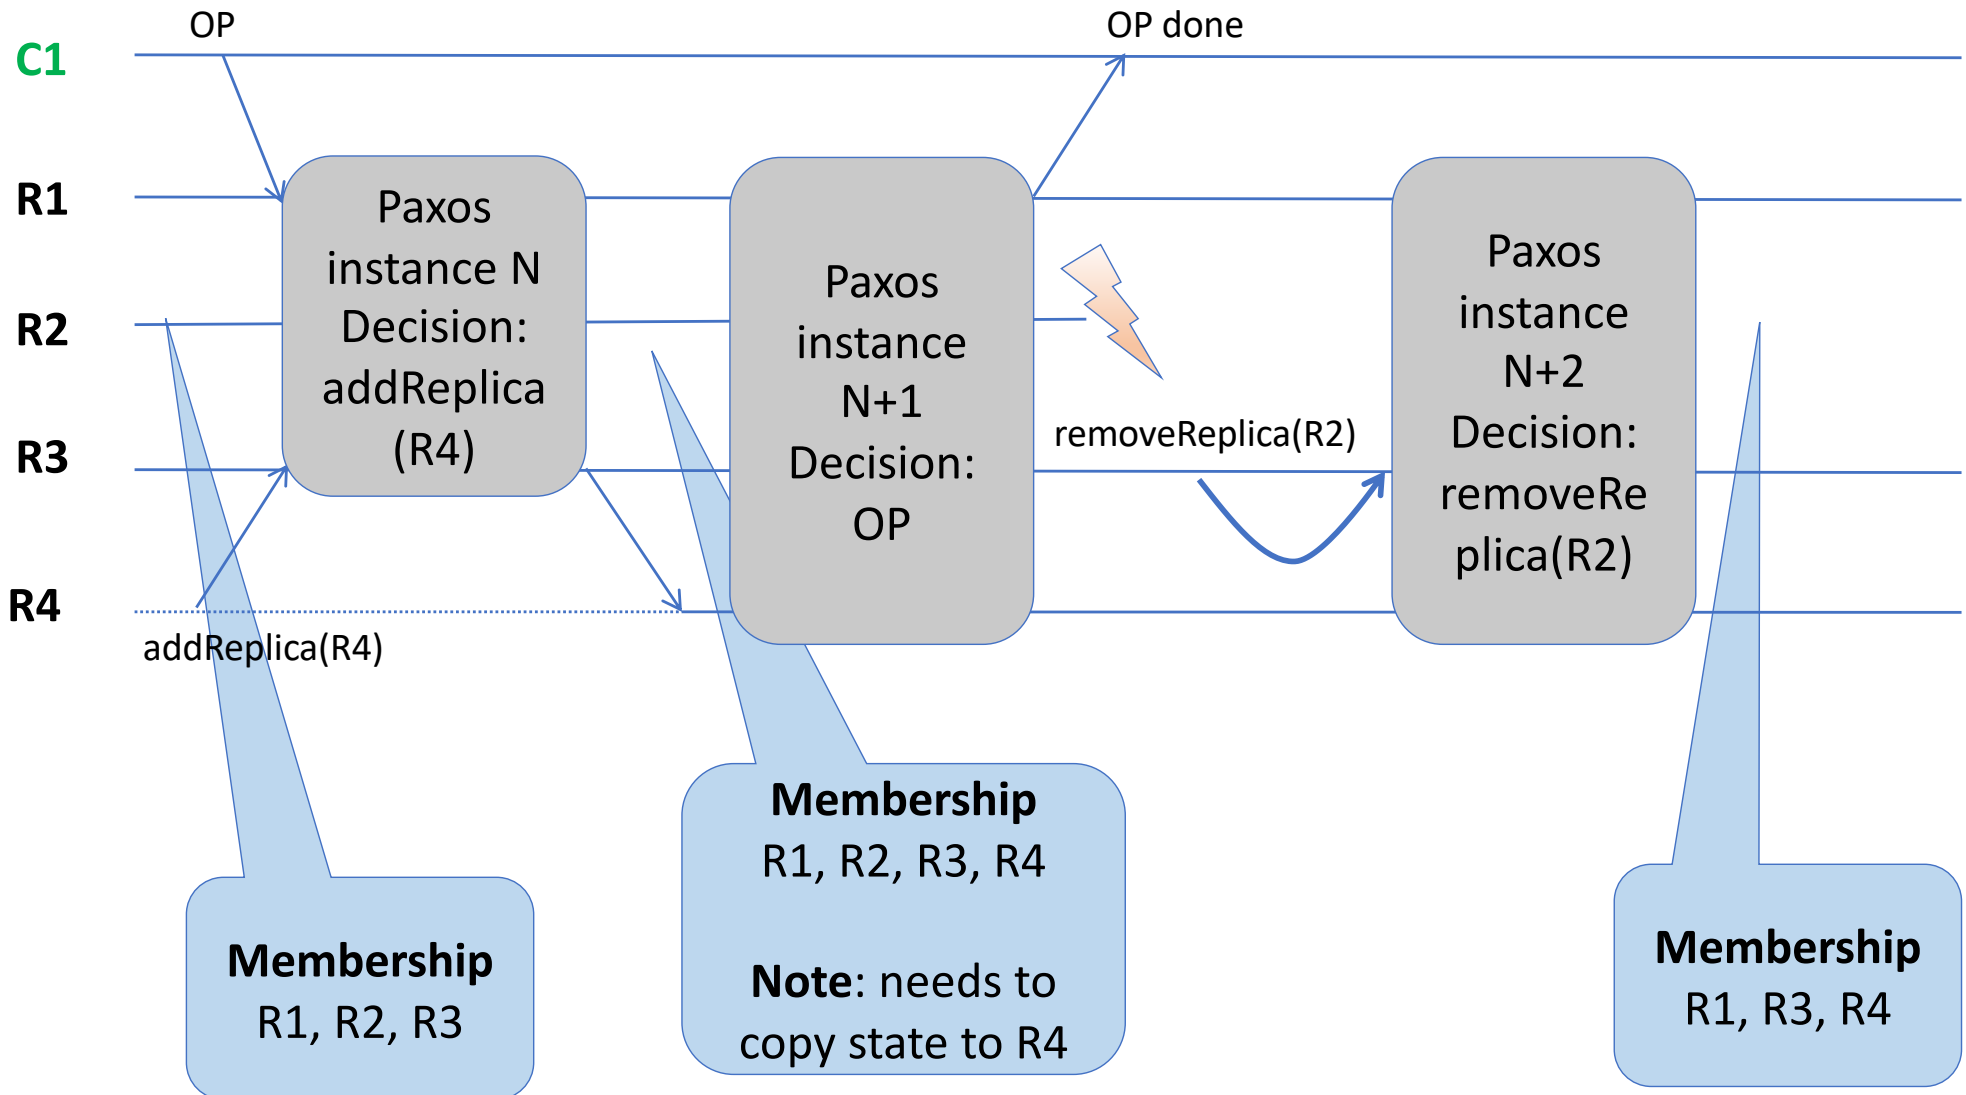 OP
OP done
C1
R1
R2
R3
R4
Paxos
instance N
Decision:
addReplica
(R4)
Paxos
instance
N+1
Decision:
OP
removeReplica(R2)
Paxos
instance
N+2
Decision:
removeRe
plica(R2)
addReplica(R4)
Membership
R1, R2, R3
Membership
R1, R2, R3, R4
Note: needs to
copy state to R4
Membership
R1, R3, R4